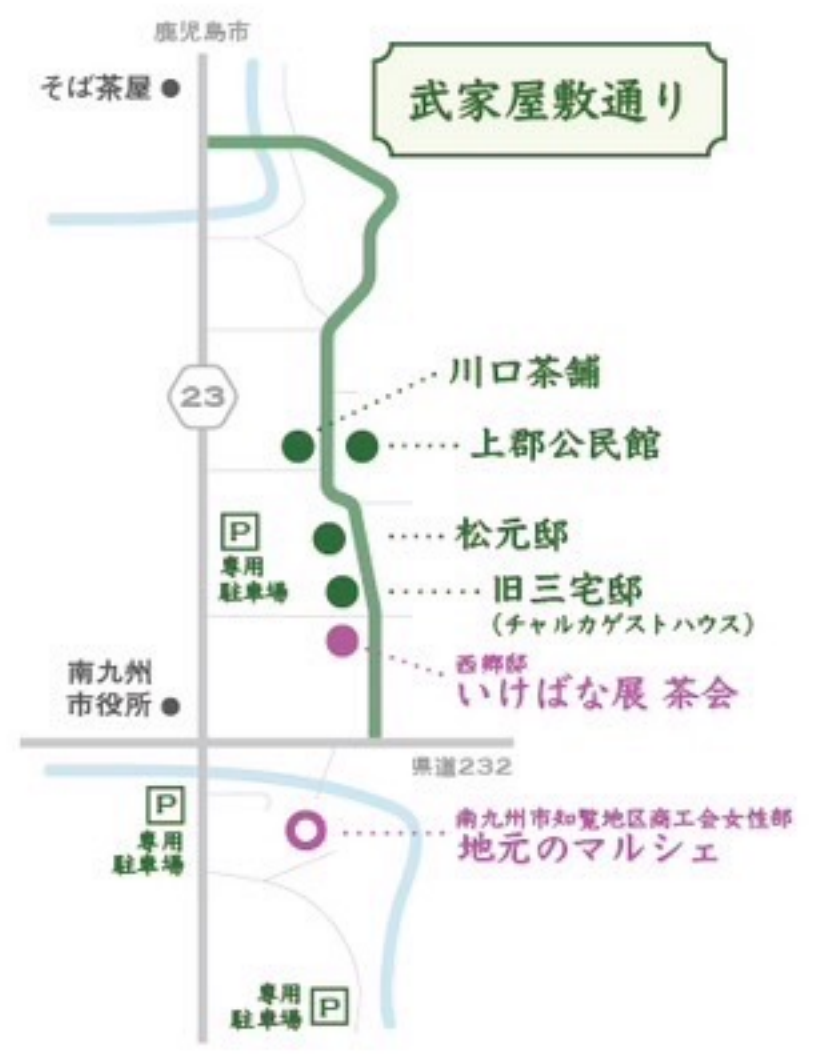 鹿児島市
そば茶屋
武家屋敷通り
川口茶舗
23
上郡公民館
P
専用
駐車場
松元邸
旧三宅邸
(チャルカゲストハウス)
西郷邸
いけばな展 茶会
南九州
市役所
県道232
P
専用
駐車場
南九州市知覧地区商工会女性部
地元のマルシェ
専用
駐車場
P